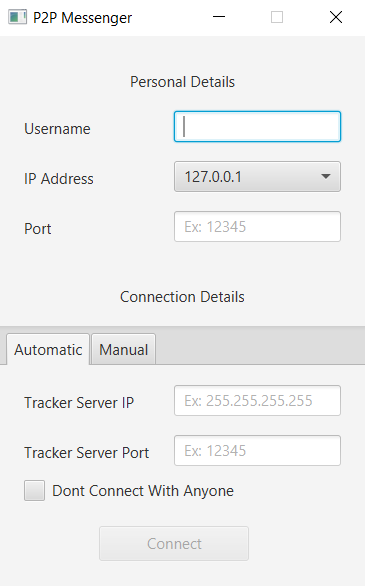 P2P Messenger
Personal Details
Username
IP Address 127.0.0.1
Port Ex: 12345
Connection Details
Automatic Manual
Tracker Server IP Ex: 255.255.255.255
Tracker Server Port Ex: 12345
Dont Connect With Anyone
Connect